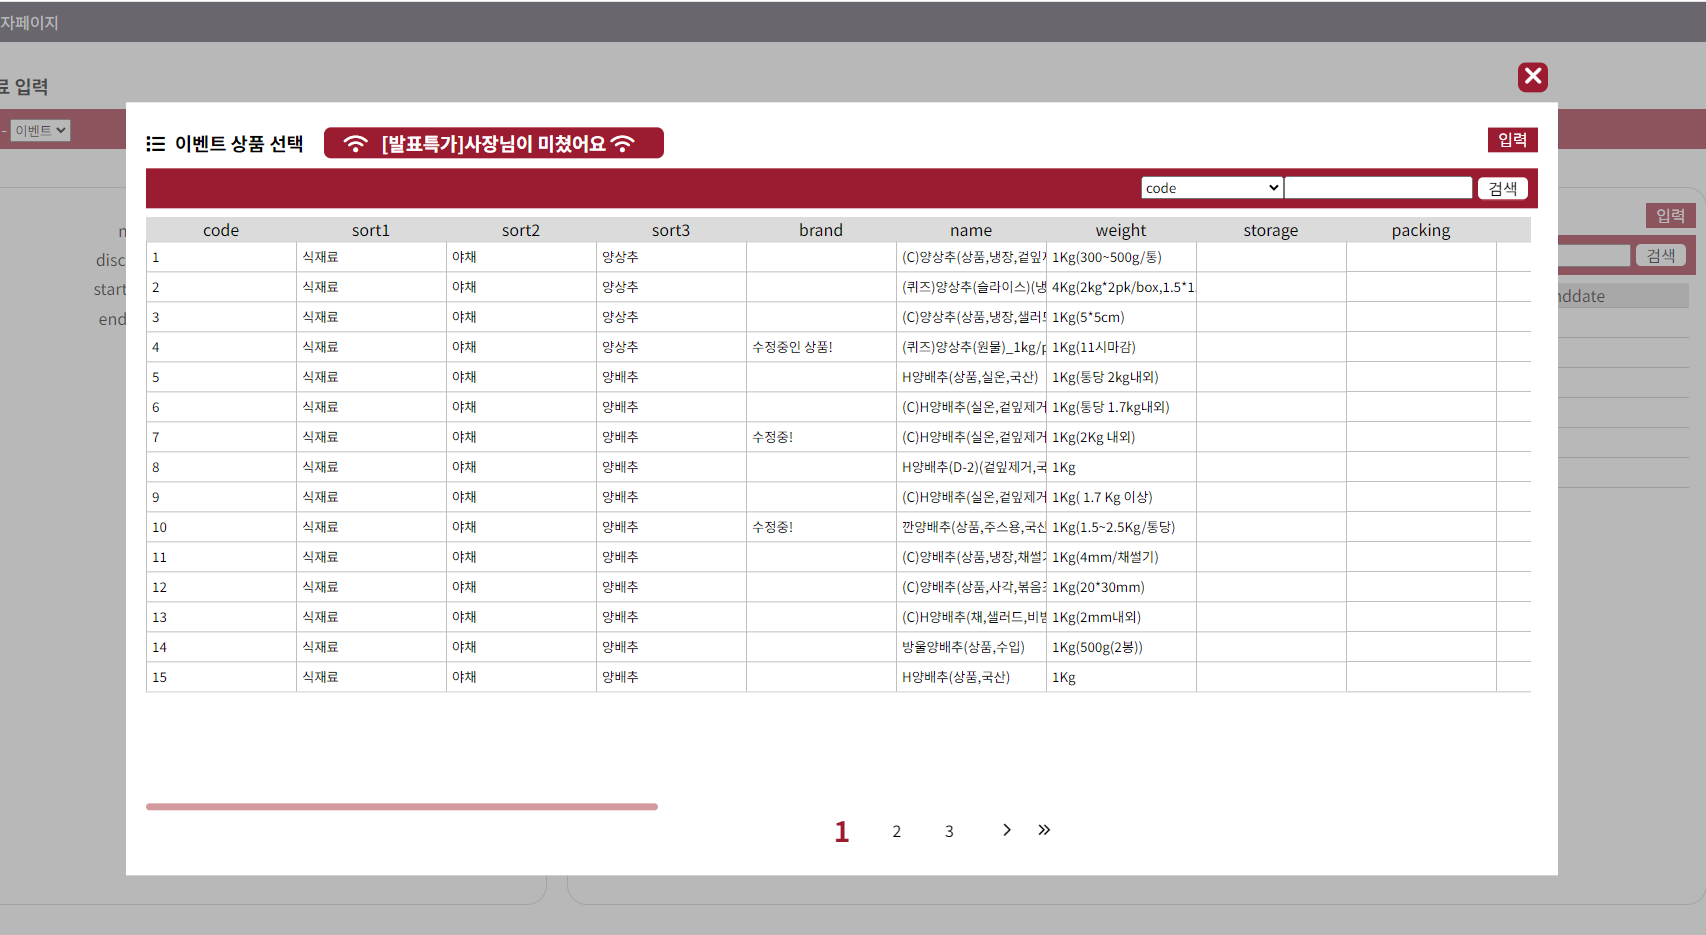 자페이지
료 입력
- 이벤트
이벤트 상품 선택
[발표특가]사장님이 미쳤어요
입력
code
검색
code sort1 sort2 sort3 brand name weight storage packing
1 식재료 야채 양상추 (C)양상추(상품,냉장,겉잎 1Kg(300~500g/통)
2 식재료 야채 양상추 (퀴즈)양상추(슬라이스)(냉 4Kg(2kg*2pk/box,1.5*1.
3 식재료 야채 양상추 (C)양상추(상품,냉장,샐러 1Kg(5*5cm)
4 식재료 야채 양상추 수정중인 상품! (퀴즈)양상추(원물)_1kg/p 1Kg(11시마감)
5 식재료 야채 양배추 H양배추(상품,실온,국산) 1Kg(통당 2kg내외)
6 식재료 야채 양배추 (C)H양배추(실온,겉잎제거 1Kg(통당 1.7kg내외)
7 식재료 야채 양배추 수정중! (C)H양배추(실온,겉잎제거 1Kg(2Kg 내외)
8 식재료 야채 양배추 H양배추(D-2)(겉잎제거,국 1Kg
9 식재료 야채 양배추 (C)H양배추(실온,겉잎제거 1Kg( 1.7 Kg 이상)
10 식재료 야채 양배추 수정중! 깐양배추(상품,주스용,국산 1Kg(1.5~2.5Kg/통당)
11 식재료 야채 양배추 (C)양배추(상품,냉장,채썰 1Kg(4mm/채썰기)
12 식재료 야채 양배추 (C)양배추(상품,사각,볶음 1Kg(20*30mm)
13 식재료 야채 양배추 (C)H양배추(채,샐러드,비빔 1Kg(2mm내외)
14 식재료 야채 양배추 방울양배추(상품,수입) 1Kg(500g(2봉))
15 식재료 야채 양배추 H양배추(상품,국산) 1Kg
1 2 3
n
disc
start
end
입력
검색
nddate